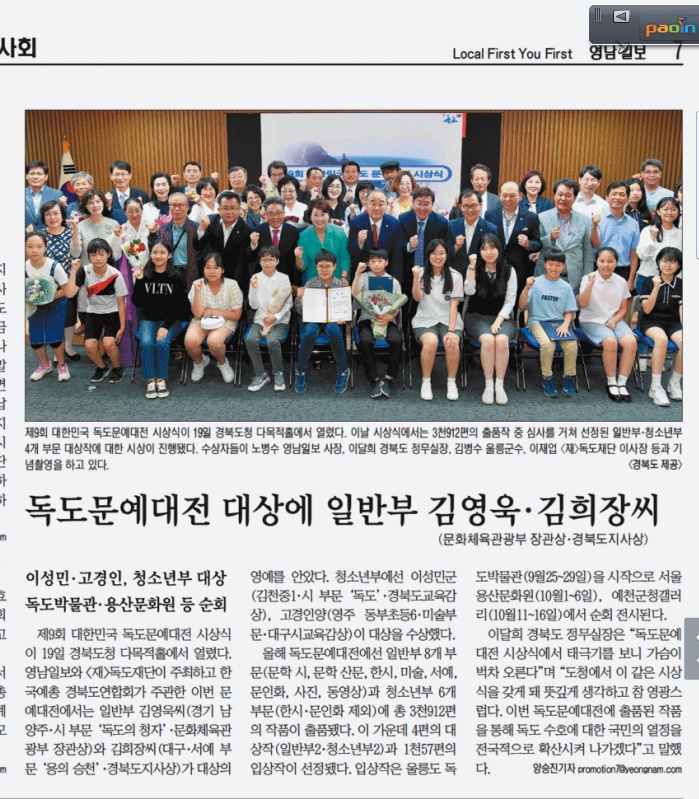 paoin
사회
Local First You First 영남일보 7
제9회 대한민국 독도문예대전 시상식
VLTN
FASTER
제9회 대한민국 독도문예대전 시상식이 19일 경북도청 다목적홀에서 열렸다. 이날 시상식에서는 3천912편의 출품작 중 심사를 거쳐 선정된 일반부·청소년부
4개 부문 대상작에 대한 시상이 진행됐다. 수상자들이 노병수 영남일보 사장, 이달희 경북도 정무실장, 김병수 울릉군수, 이재업 〈재〉독도재단 이사장 등과 기
념촬영을 하고 있다. 〈경북도 제공〉
독도문예대전 대상에 일반부 김영욱·김희장씨
(문화체육관광부 장관상·경북도지사상)
이성민·고경인, 청소년부 대상
독도박물관·용산문화원 등 순회
제9회 대한민국 독도문예대전 시상식
이 19일 경북도청 다목적홀에서 열렸다.
영남일보와 〈재〉독도재단이 주최하고 한
국예총 경북도연합회가 주관한 이번 문
예대전에서는 일반부 김영욱씨(경기 남
양주·시 부문 ‘독도의 청자’·문화체육관
광부 장관상)와 김희장씨(대구·서예 부
문 ‘용의 승천’·경북도지사상)가 대상의
영예를 안았다. 청소년부에선 이성민군
(김천중1·시 부문 ‘독도’·경북도교육감
상), 고경인양(영주 동부초등6·미술부
문·대구시교육감상)이 대상을 수상했다.
올해 독도문예대전에선 일반부 8개 부
문(문학 시, 문학 산문, 한시, 미술, 서예,
문인화, 사진, 동영상)과 청소년부 6개
부문(한시·문인화 제외)에 총 3천912편
의 작품이 출품됐다. 이 가운데 4편의 대
상작(일반부2·청소년부2)과 1천57편의
입상작이 선정됐다. 입상작은 울릉도 독
도박물관(9월25~29일)을 시작으로 서울
용산문화원(10월1~6일), 예천군청갤러
리(10월11~16일)에서 순회 전시된다.
이달희 경북도 정무실장은 “독도문예
대전 시상식에서 태극기를 보니 가슴이
벅차 오른다”며 “도청에서 이 같은 시상
식을 갖게 돼 뜻깊게 생각하고 참 영광스
럽다. 이번 독도문예대전에 출품된 작품
을 통해 독도 수호에 대한 국민의 열정을
전국적으로 확산시켜 나가겠다”고 말했
다. 양승진기자 promotion7@yeongnam.com